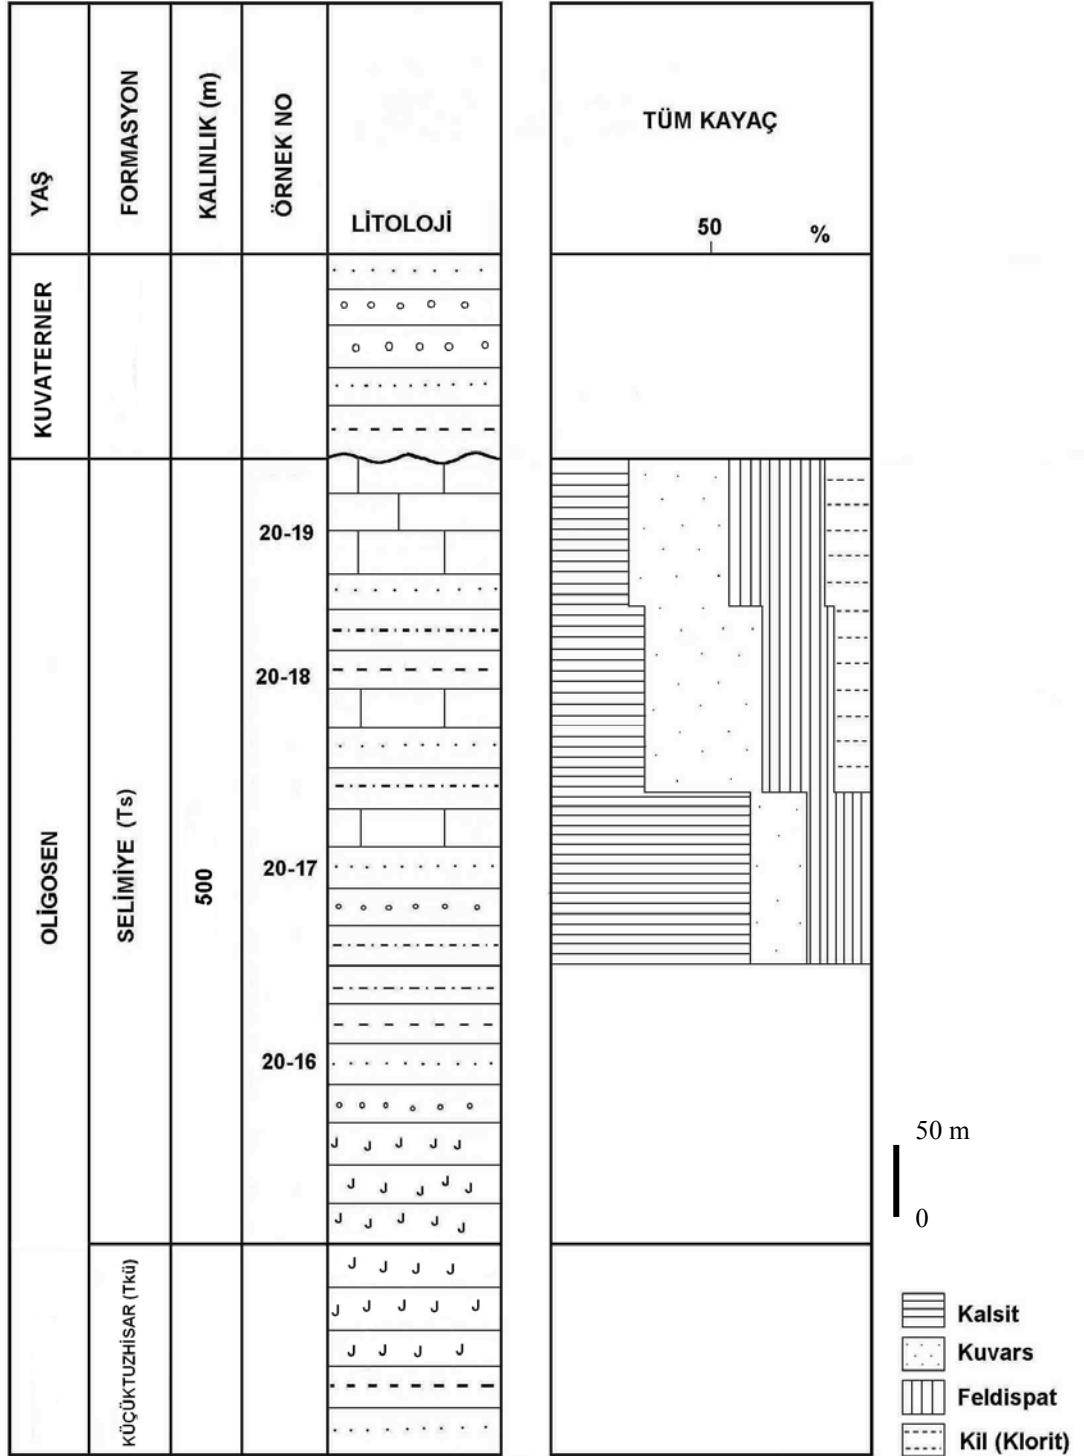 YAŞ
FORMASYON
KALINLIK (m)
ÖRNEK NO
LİTOLOJİ
TÜM KAYAÇ
50
%
KUVATERNER
OLİGOSEN
SELİMİYE (Ts)
500
20-19
20-18
20-17
20-16
KÜÇÜKTUZHİSAR (Tkü)
50 m
0
Kalsit
Kuvars
Feldispat
Kil (Klorit)